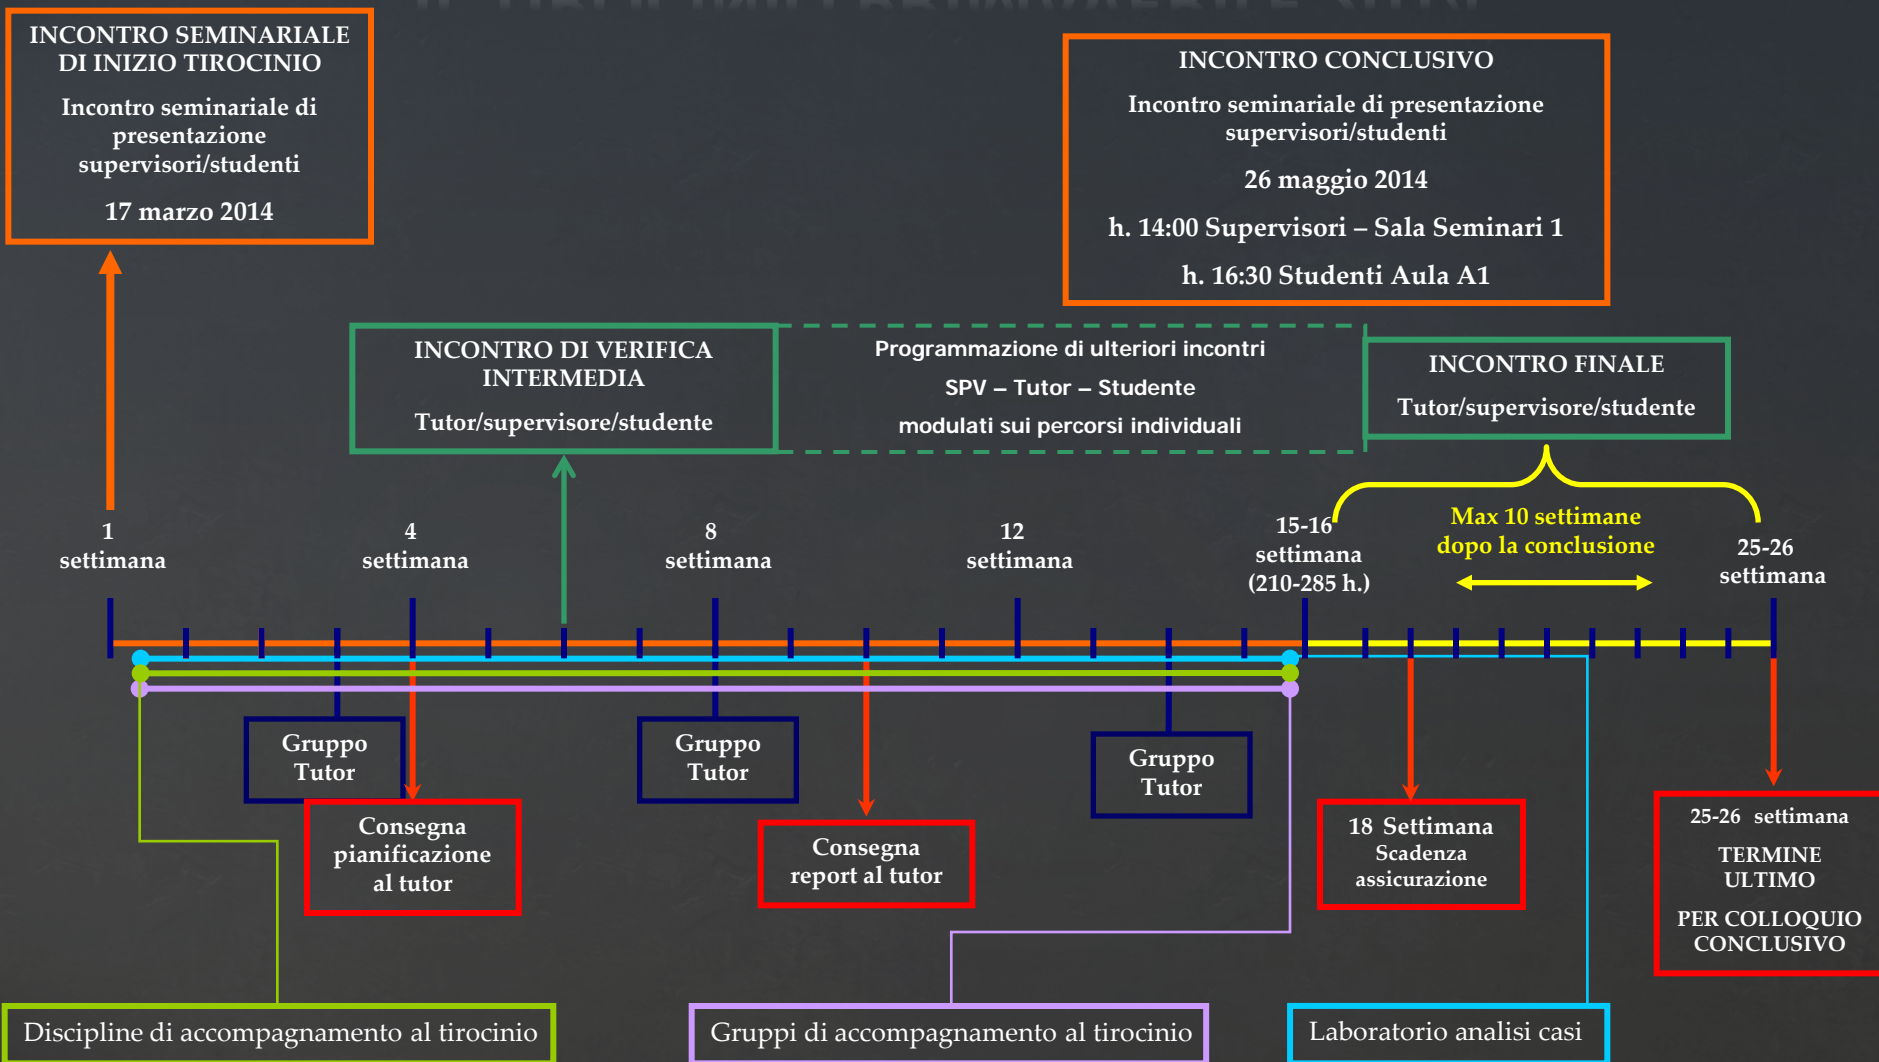 INCONTRO SEMINARIALE
DI INIZIO TIROCINIO
Incontro seminariale di
presentazione
supervisori/studenti
17 marzo 2014
INCONTRO CONCLUSIVO
Incontro seminariale di presentazione
supervisori/studenti
26 maggio 2014
h. 14:00 Supervisori – Sala Seminari 1
h. 16:30 Studenti Aula A1
INCONTRO DI VERIFICA
INTERMEDIA
Tutor/supervisore/studente
Programmazione di ulteriori incontri
SPV – Tutor – Studente
modulati sui percorsi individuali
INCONTRO FINALE
Tutor/supervisore/studente
1
settimana
4
settimana
8
settimana
12
settimana
15-16
settimana
(210-285 h.)
Max 10 settimane
dopo la conclusione
25-26
settimana
Gruppo
Tutor
Gruppo
Tutor
Gruppo
Tutor
Consegna
pianificazione
al tutor
Consegna
report al tutor
18 Settimana
Scadenza
assicurazione
25-26 settimana
TERMINE
ULTIMO
PER COLLOQUIO
CONCLUSIVO
Discipline di accompagnamento al tirocinio
Gruppi di accompagnamento al tirocinio
Laboratorio analisi casi